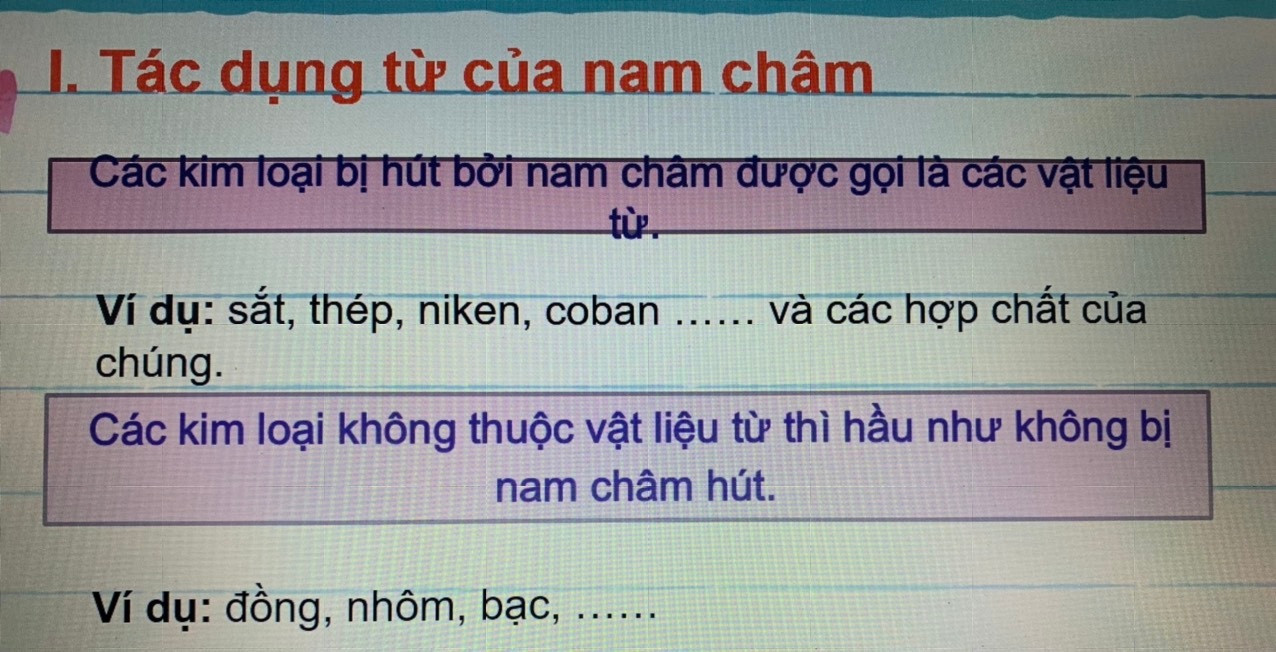 I. Tác dụng từ của nam châm
Các kim loại bị hút bởi nam châm được gọi là các vật liệu
từ.
Ví dụ: sắt, thép, niken, coban ...... và các hợp chất của
chúng.
Các kim loại không thuộc vật liệu từ thì hầu như không bị
nam châm hút.
Ví dụ: đồng, nhôm, bạc, ......